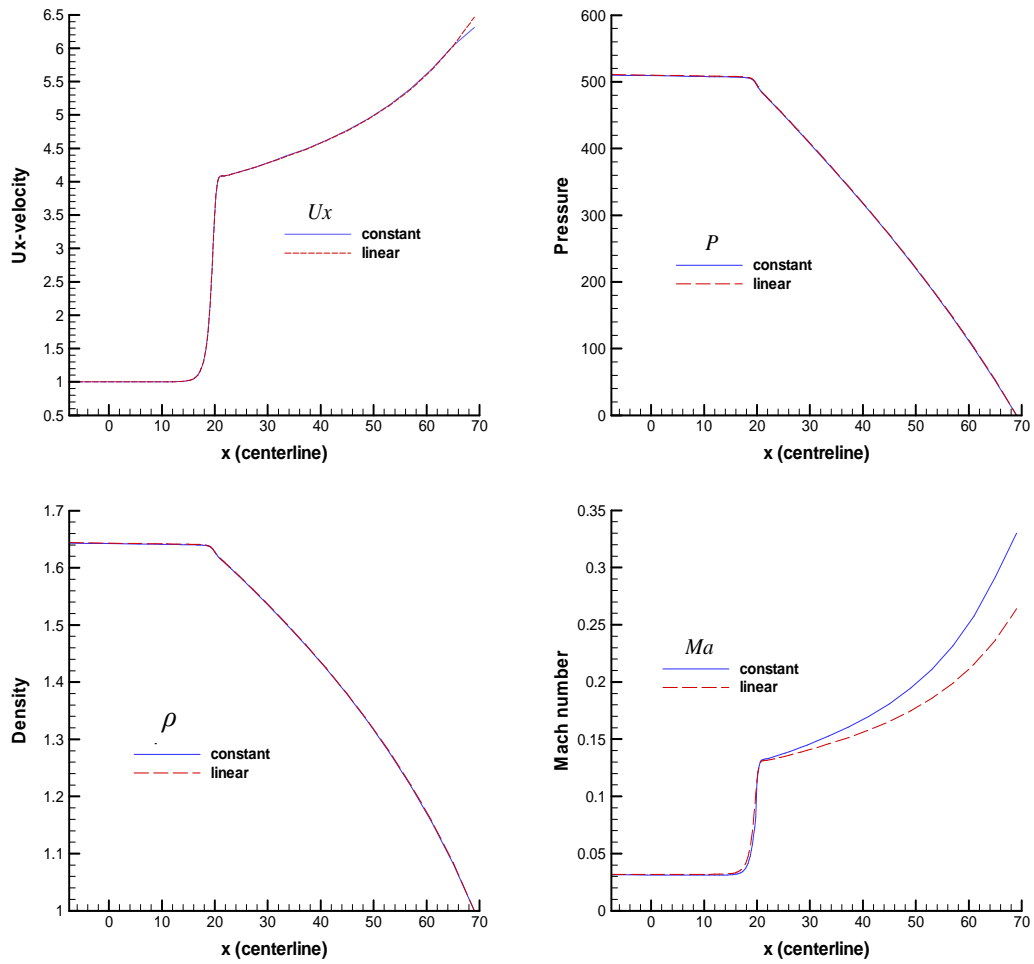 Ux-velocity
6.5
6
5.5
5
4.5
4
3.5
3
2.5
2
1.5
1
0.5
Ux
constant
linear
0 10 20 30 40 50 60 70
x (centerline)
Pressure
600
500
400
300
200
100
0
P
constant
linear
0 10 20 30 40 50 60 70
x (centreline)
Density
1.7
1.6
1.5
1.4
1.3
1.2
1.1
1
ρ
constant
linear
0 10 20 30 40 50 60 70
x (centerline)
Mach number
0.35
0.3
0.25
0.2
0.15
0.1
0.05
0
Ma
constant
linear
0 10 20 30 40 50 60 70
x (centerline)